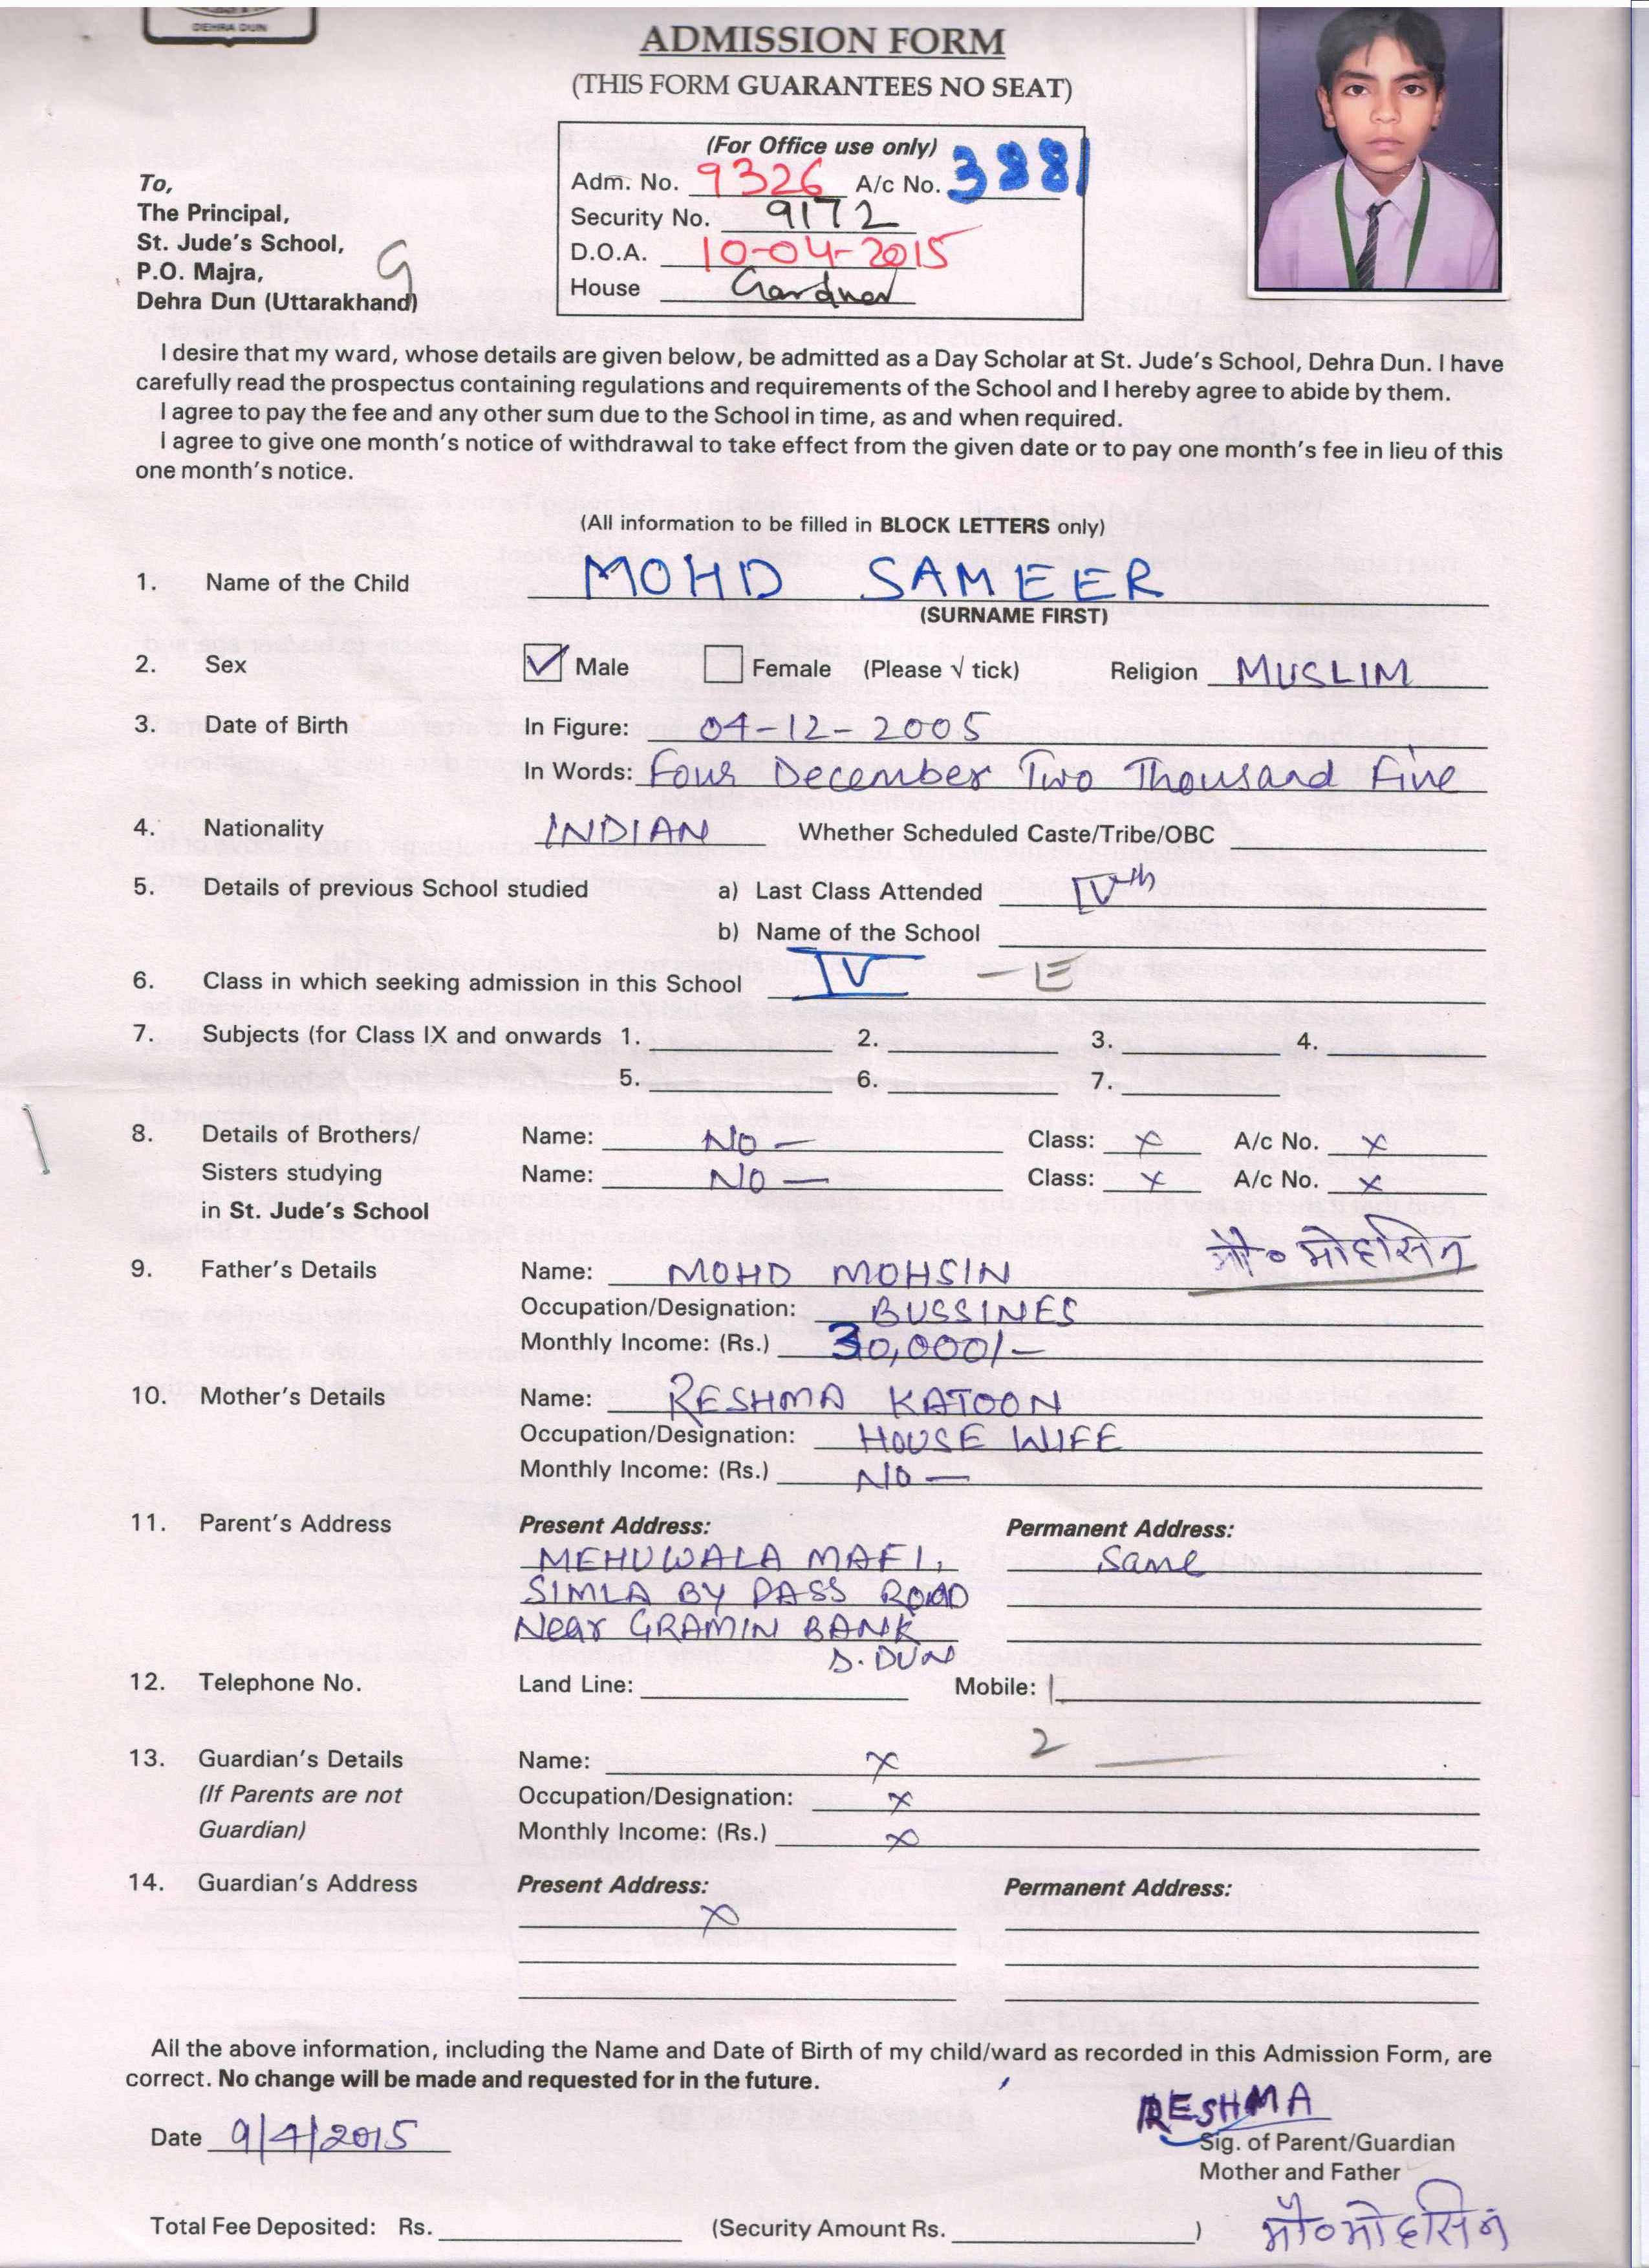 DEHRA DUN
ADMISSION FORM
(THIS FORM GUARANTEES NO SEAT)
(For Office use only)
Adm. No. 9326 A/c No. 3881
Security No. 9172
D.O.A. 10-04-2015
House Gardner
To,
The Principal,
St. Jude's School,
P.O. Majra,
Dehra Dun (Uttarakhand)
9
I desire that my ward, whose details are given below, be admitted as a Day Scholar at St. Jude's School, Dehra Dun. I have
carefully read the prospectus containing regulations and requirements of the School and I hereby agree to abide by them.
I agree to pay the fee and any other sum due to the School in time, as and when required.
I agree to give one month's notice of withdrawal to take effect from the given date or to pay one month's fee in lieu of this
one month's notice.
(All information to be filled in BLOCK LETTERS only)
1. Name of the Child MOHD SAMEER
(SURNAME FIRST)
2. Sex Male Female (Please √ tick) Religion MUSLIM
3. Date of Birth In Figure: 04-12-2005
In Words: Four December Two Thousand Five
4. Nationality INDIAN Whether Scheduled Caste/Tribe/OBC
5. Details of previous School studied a) Last Class Attended IVth
b) Name of the School
6. Class in which seeking admission in this School IV - E
7. Subjects (for Class IX and onwards 1. 2. 3. 4.
5. 6. 7.
8. Details of Brothers/ Name: NO — Class: x A/c No. x
Sisters studying Name: NO — Class: x A/c No. x
in St. Jude's School
मौ० मोहसिन
9. Father's Details Name: MOHD MOHSIN
Occupation/Designation: BUSSINES
Monthly Income: (Rs.) 30,000/-
10. Mother's Details Name: RESHMA KATOON
Occupation/Designation: HOUSE WIFE
Monthly Income: (Rs.) NO —
11. Parent's Address Present Address: Permanent Address:
MEHUWALA MAFI, Same
SIMLA BY PASS ROAD
Near GRAMIN BANK
D. DUN
12. Telephone No. Land Line: Mobile: 1
2 —
13. Guardian's Details Name: x
(If Parents are not Occupation/Designation: x
Guardian) Monthly Income: (Rs.) x
14. Guardian's Address Present Address: Permanent Address:
x
All the above information, including the Name and Date of Birth of my child/ward as recorded in this Admission Form, are
correct. No change will be made and requested for in the future.
RESHMA
Date 9/4/2015 Sig. of Parent/Guardian
Mother and Father
Total Fee Deposited: Rs. (Security Amount Rs. ) मौ० मोहसिन